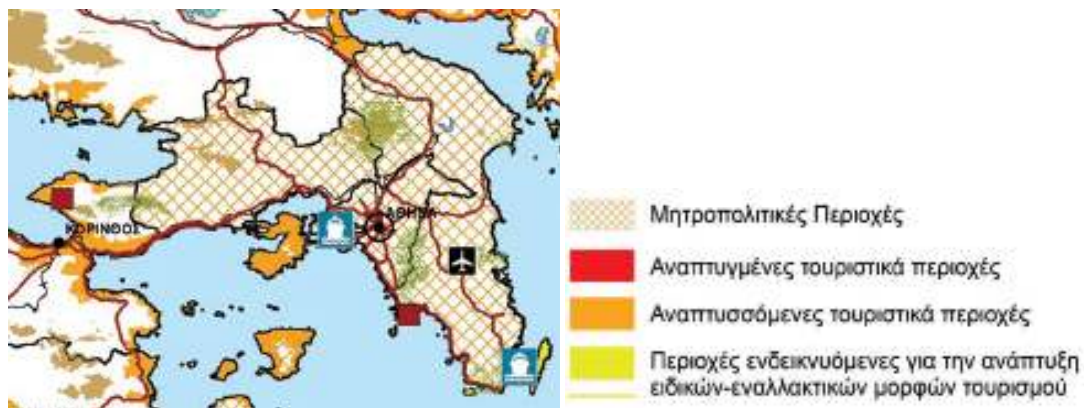 ΑΘΗΝΑ
ΚΟΡΙΝΘΟΣ
Μητροπολιτικές Περιοχές
Αναπτυγμένες τουριστικά περιοχές
Αναπτυσσόμενες τουριστικά περιοχές
Περιοχές ενδεικνυόμενες για την ανάπτυξη
ειδικών-εναλλακτικών μορφών τουρισμού